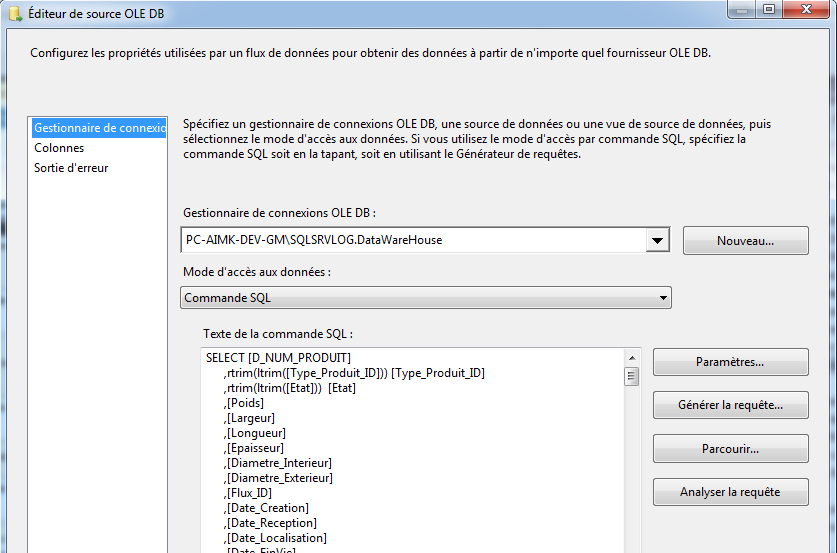 Éditeur de source OLE DB
Configurez les propriétés utilisées par un flux de données pour obtenir des données à partir de n'importe quel fournisseur OLE DB.
Gestionnaire de connexio
Colonnes
Sortie d'erreur
Spécifiez un gestionnaire de connexions OLE DB, une source de données ou une vue de source de données, puis
sélectionnez le mode d'accès aux données. Si vous utilisez le mode d'accès par commande SQL, spécifiez la
commande SQL soit en la tapant, soit en utilisant le Générateur de requêtes.
Gestionnaire de connexions OLE DB :
PC-AIMK-DEV-GM\SQLSRVLOG.DataWareHouse
Nouveau...
Mode d'accès aux données :
Commande SQL
Texte de la commande SQL :
SELECT [D_NUM_PRODUIT]
,rtrim(ltrim([Type_Produit_ID])) [Type_Produit_ID]
,rtrim(ltrim([Etat])) [Etat]
,[Poids]
,[Largeur]
,[Longueur]
,[Epaisseur]
,[Diametre_Interieur]
,[Diametre_Exterieur]
,[Flux_ID]
,[Date_Creation]
,[Date_Reception]
,[Date_Localisation]
,[Date_FinVie]
Paramètres...
Générer la requête...
Parcourir...
Analyser la requête